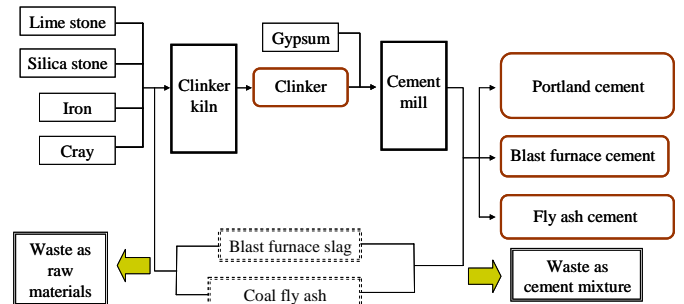 Lime stone
Silica stone
Iron
Cray
Clinker
kiln
Gypsum
Clinker
Cement
mill
Portland cement
Blast furnace cement
Fly ash cement
Waste as
raw
materials
Blast furnace slag
Coal fly ash
Waste as
cement mixture